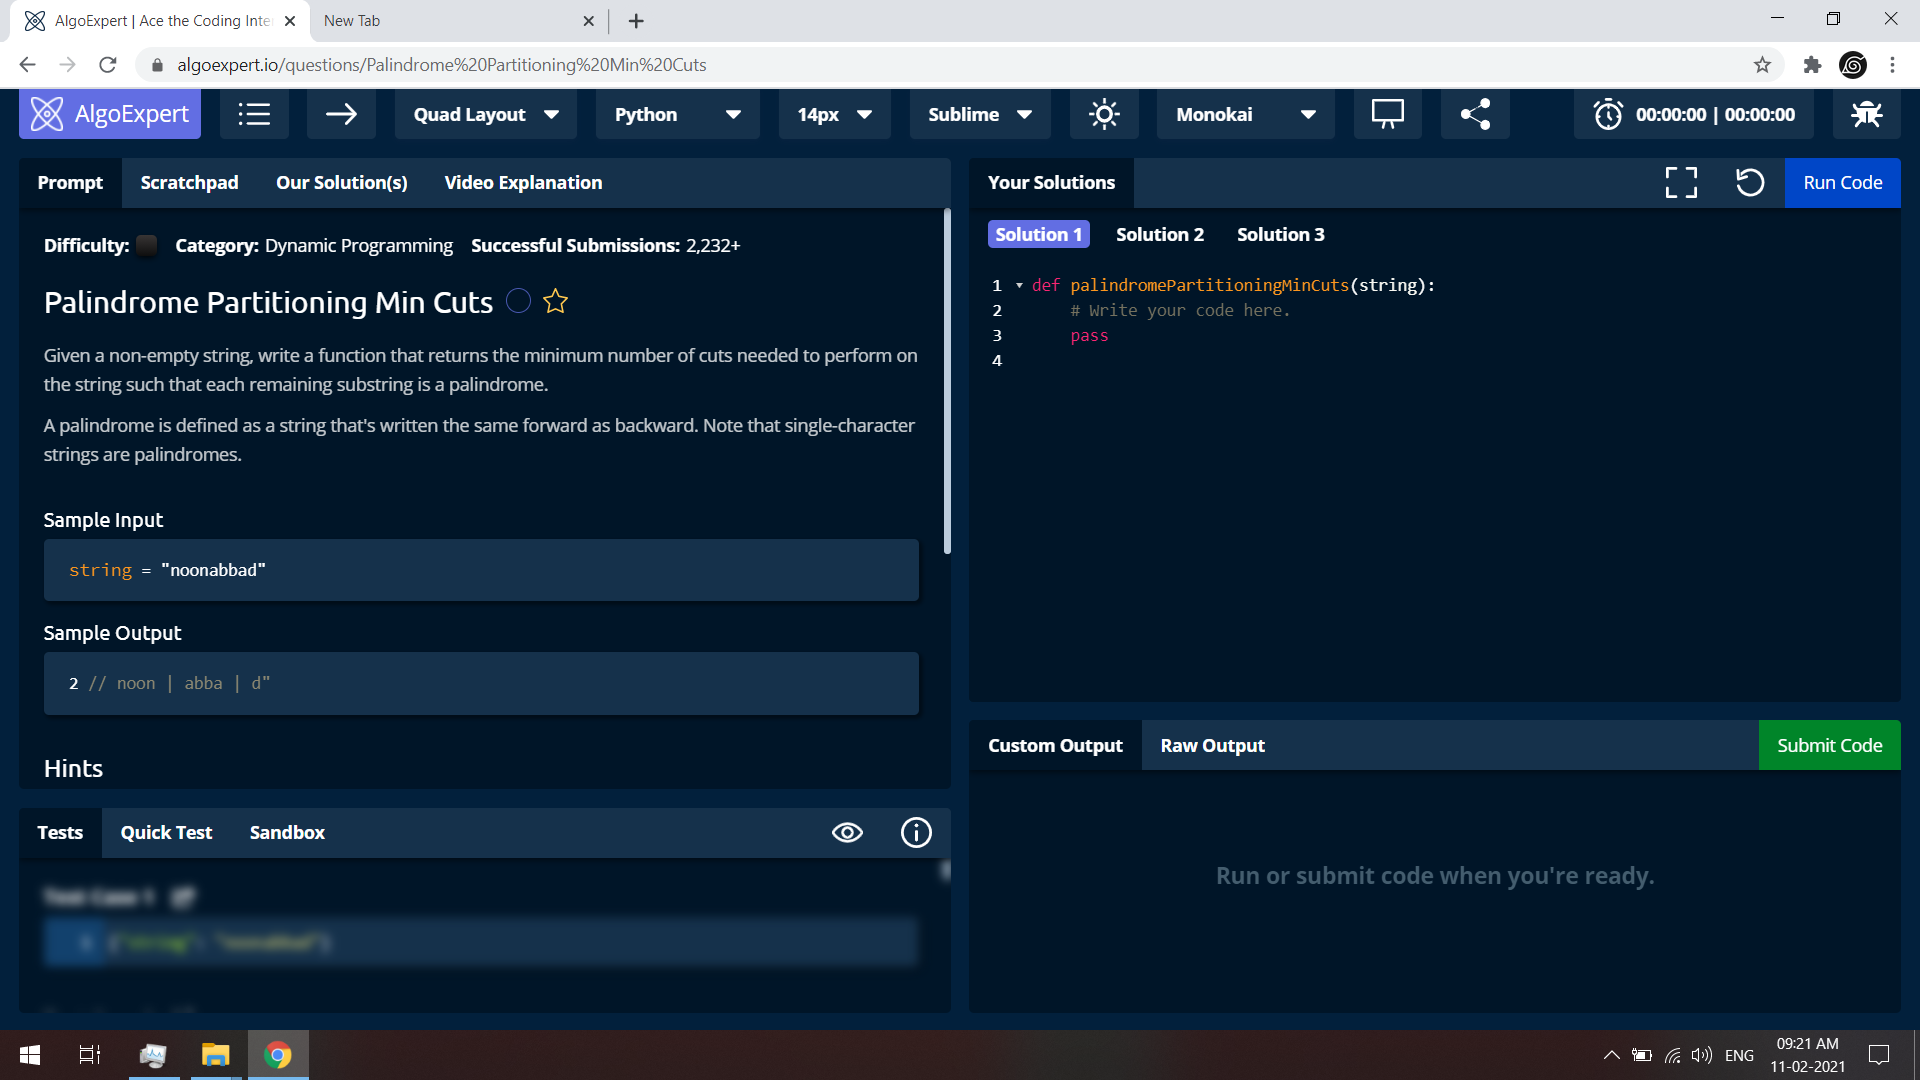 AlgoExpert | Ace the Coding Inte
New Tab
algoexpert.io/questions/Palindrome%20Partitioning%20Min%20Cuts
AlgoExpert
Quad Layout
Python
14px
Sublime
Monokai
00:00:00 | 00:00:00
Prompt
Scratchpad
Our Solution(s)
Video Explanation
Difficulty:
Category: Dynamic Programming
Successful Submissions: 2,232+
Palindrome Partitioning Min Cuts
Given a non-empty string, write a function that returns the minimum number of cuts needed to perform on
the string such that each remaining substring is a palindrome.
A palindrome is defined as a string that's written the same forward as backward. Note that single-character
strings are palindromes.
Sample Input
string = "noonabbad"
Sample Output
2 // noon | abba | d"
Hints
Tests
Quick Test
Sandbox
Test Case 1
1 {"string": "noonabbad"}
Your Solutions
Run Code
Solution 1
Solution 2
Solution 3
1 def palindromePartitioningMinCuts(string):
2 # Write your code here.
3 pass
4
Custom Output
Raw Output
Submit Code
Run or submit code when you're ready.
ENG
09:21 AM
11-02-2021